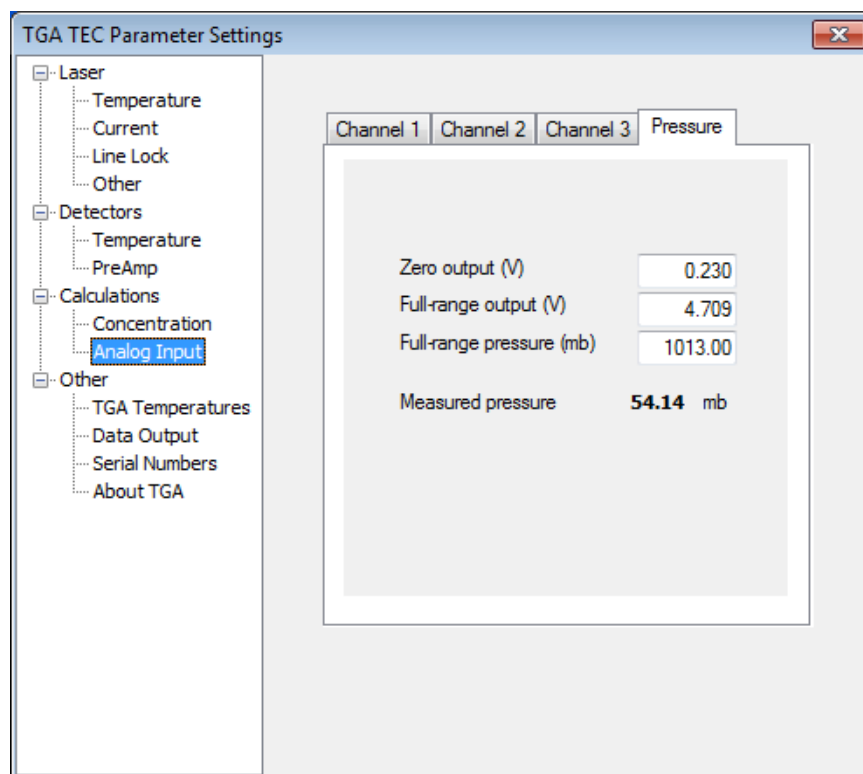 TGA TEC Parameter Settings
Laser
Temperature
Current
Line Lock
Other
Detectors
Temperature
PreAmp
Calculations
Concentration
Analog Input
Other
TGA Temperatures
Data Output
Serial Numbers
About TGA
Channel 1 Channel 2 Channel 3 Pressure
Zero output (V) 0.230
Full-range output (V) 4.709
Full-range pressure (mb) 1013.00
Measured pressure 54.14 mb